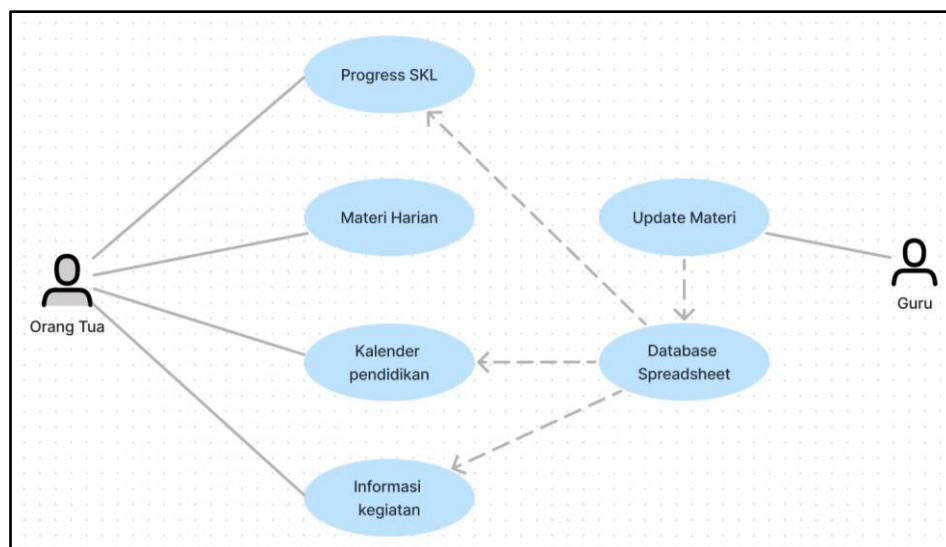 Progress SKL
Materi Harian
Update Materi
Orang Tua
Guru
Kalender
pendidikan
Database
Spreadsheet
Informasi
kegiatan